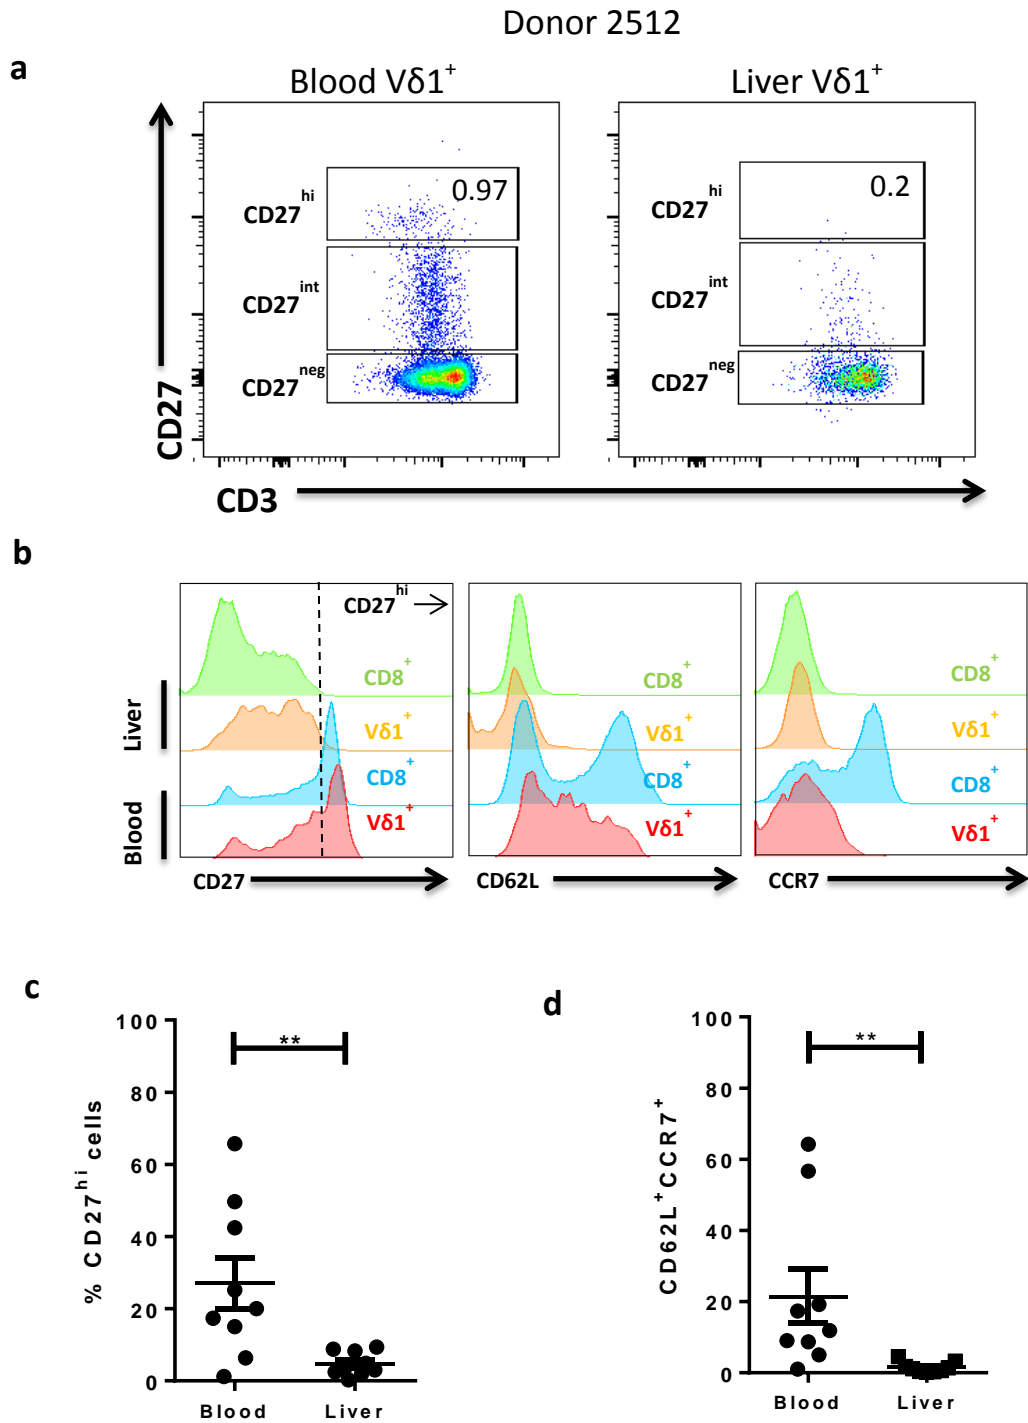 Donor 2512
a
Blood Vδ1⁺
Liver Vδ1⁺
CD27ʰⁱ
0.97
CD27ⁱⁿᵗ
CD27ⁿᵉᵍ
CD27ʰⁱ
0.2
CD27ⁱⁿᵗ
CD27ⁿᵉᵍ
CD27
CD3
b
CD27ʰⁱ
CD8⁺
CD8⁺
CD8⁺
Liver
Vδ1⁺
Vδ1⁺
Vδ1⁺
CD8⁺
CD8⁺
CD8⁺
Blood
Vδ1⁺
Vδ1⁺
Vδ1⁺
CD27
CD62L
CCR7
c
% CD27ʰⁱ cells
100
80
60
40
20
0
**
Blood
Liver
d
CD62L⁺CCR7⁺
100
80
60
40
20
0
**
Blood
Liver